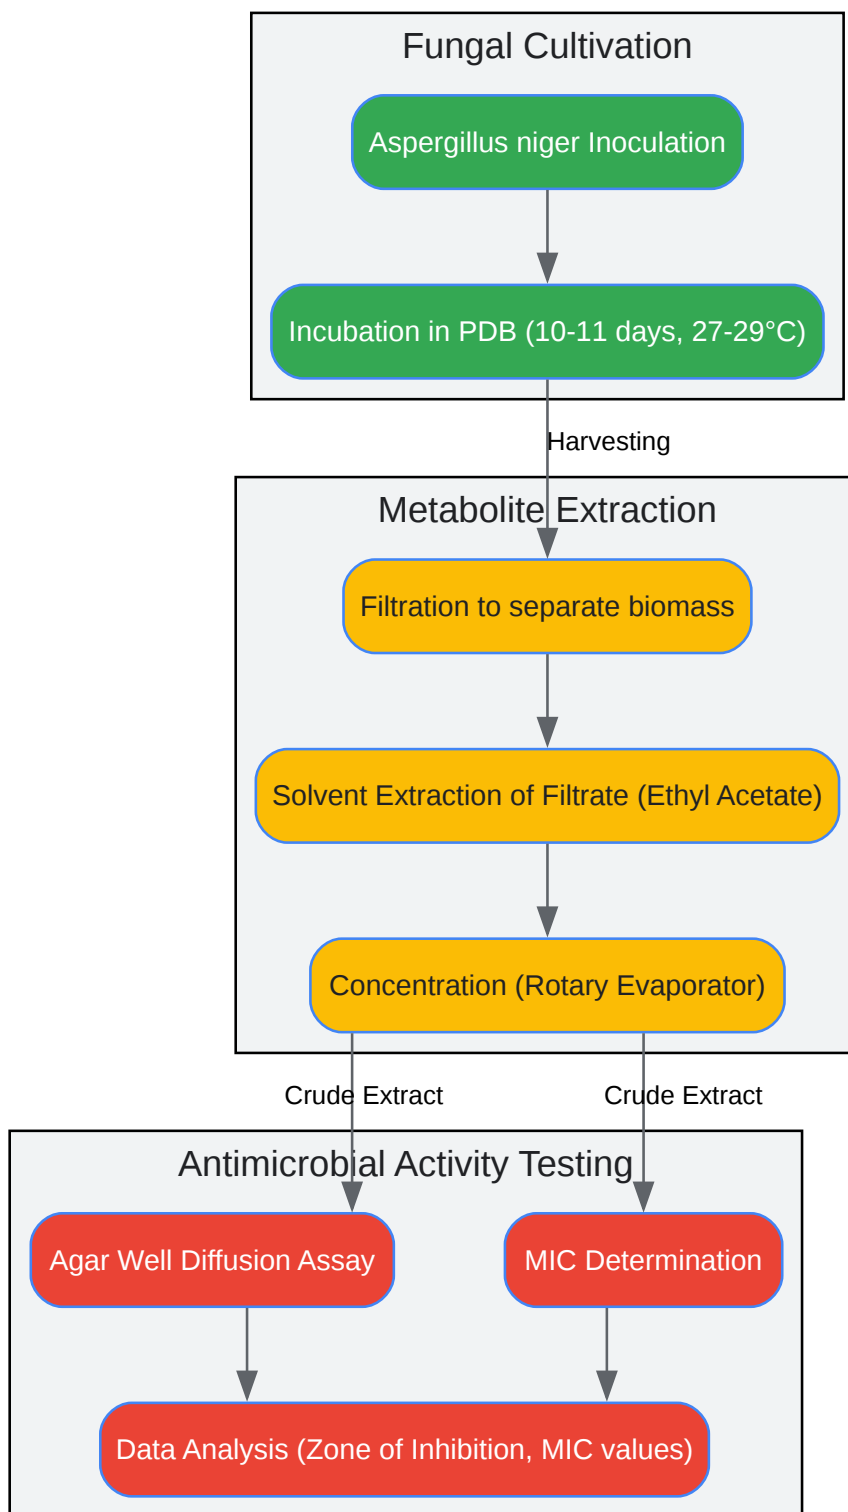 Fungal Cultivation
Aspergillus niger Inoculation
Incubation in PDB (10-11 days, 27-29°C)
Harvesting
Metabolite Extraction
Filtration to separate biomass
Solvent Extraction of Filtrate (Ethyl Acetate)
Concentration (Rotary Evaporator)
Crude Extract
Crude Extract
Antimicrobial Activity Testing
Agar Well Diffusion Assay
MIC Determination
Data Analysis (Zone of Inhibition, MIC values)